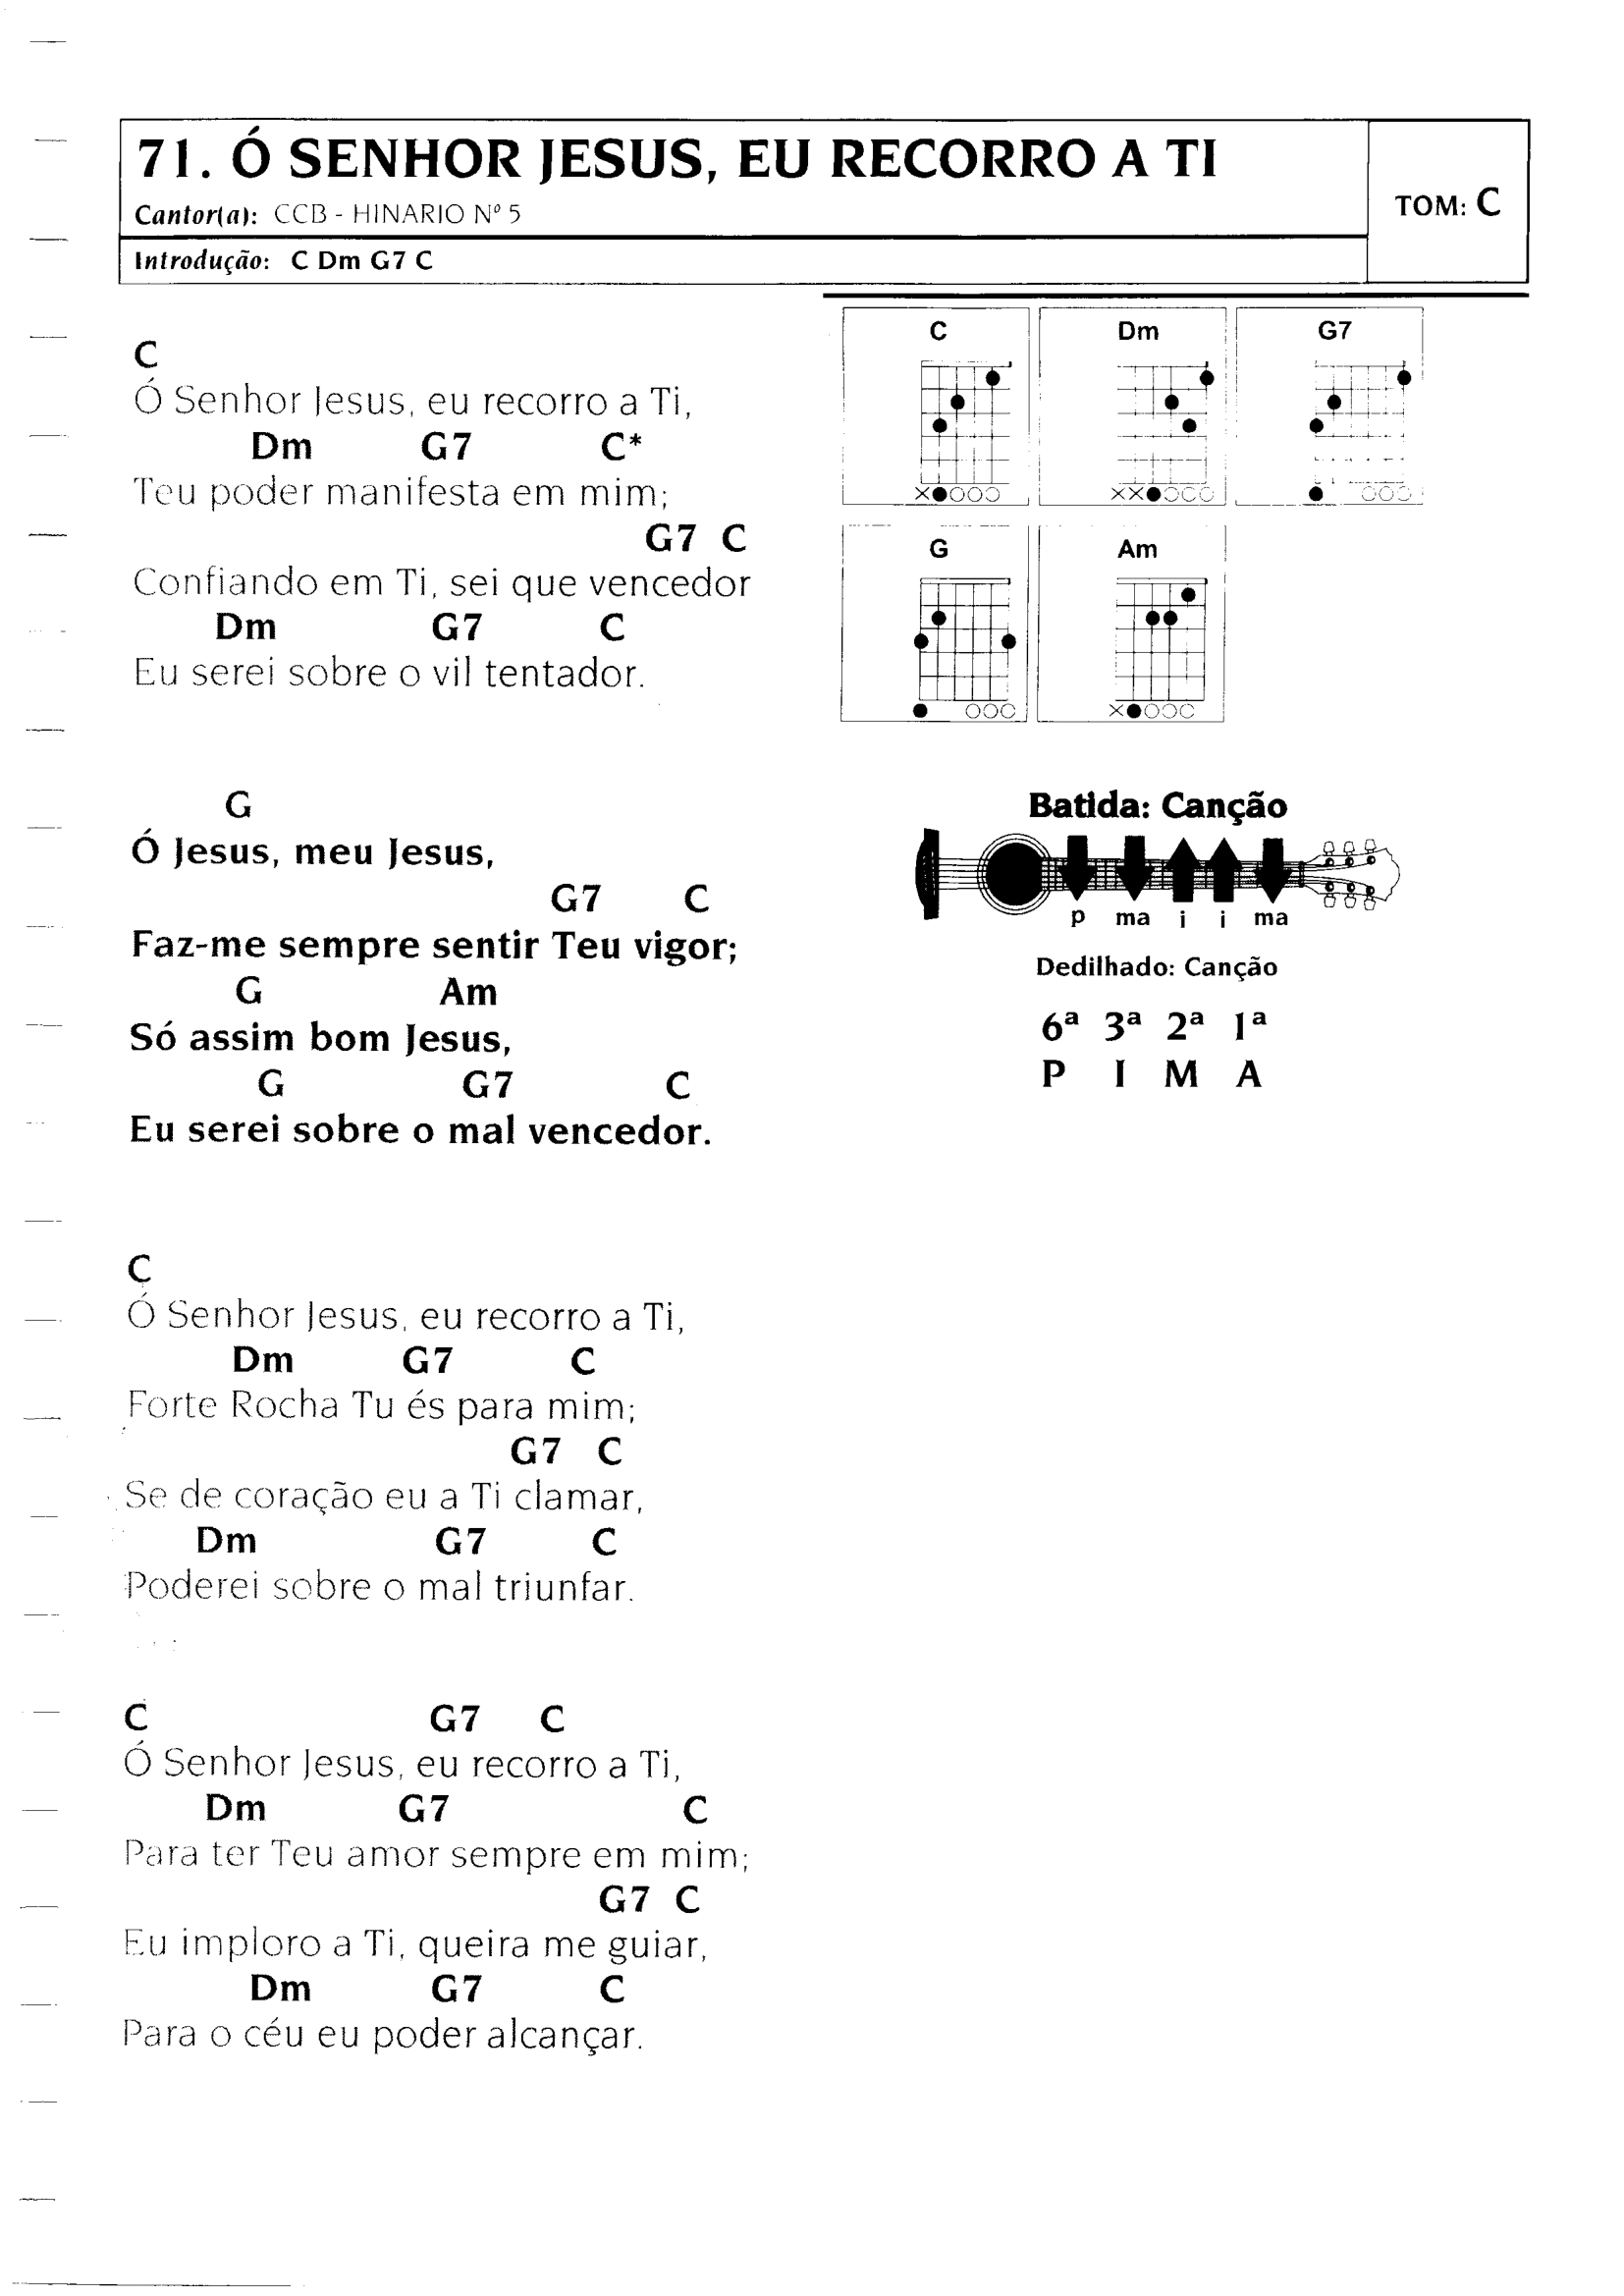 71. Ó SENHOR JESUS, EU RECORRO A TI
Cantor(a): CCB - HINARIO Nº 5
TOM: C
Introdução: C Dm G7 C
C
Ó Senhor Jesus, eu recorro a Ti,
Dm G7 C*
Teu poder manifesta em mim;
G7 C
Confiando em Ti, sei que vencedor
Dm G7 C
Eu serei sobre o vil tentador.
G
Ó Jesus, meu Jesus,
G7 C
Faz-me sempre sentir Teu vigor;
G Am
Só assim bom Jesus,
G G7 C
Eu serei sobre o mal vencedor.
C
Ó Senhor Jesus, eu recorro a Ti,
Dm G7 C
Forte Rocha Tu és para mim;
G7 C
Se de coração eu a Ti clamar,
Dm G7 C
Poderei sobre o mal triunfar.
C G7 C
Ó Senhor Jesus, eu recorro a Ti,
Dm G7 C
Para ter Teu amor sempre em mim;
G7 C
Eu imploro a Ti, queira me guiar,
Dm G7 C
Para o céu eu poder alcançar.
C Dm G7
G Am
Batida: Canção
p ma i i ma
Dedilhado: Canção
6ª 3ª 2ª 1ª
P I M A